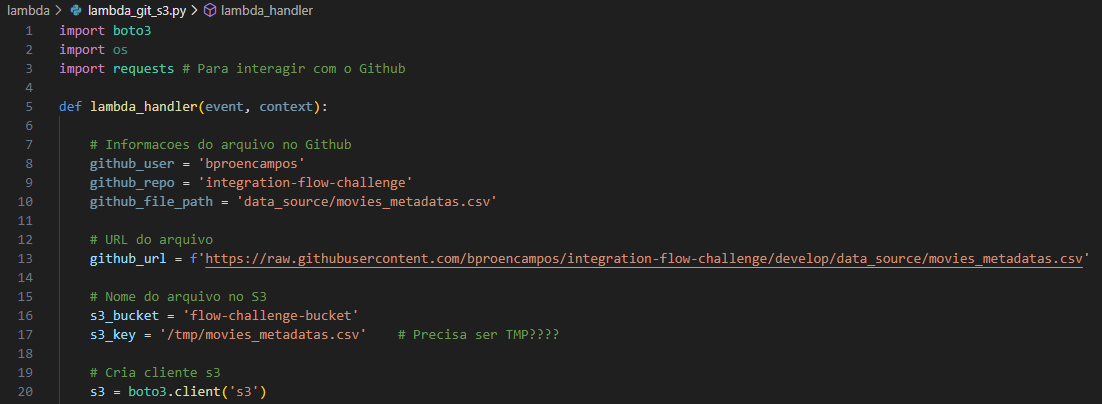 lambda > lambda_git_s3.py > lambda_handler
1 import boto3
2 import os
3 import requests # Para interagir com o Github
4
5 def lambda_handler(event, context):
6
7 # Informacoes do arquivo no Github
8 github_user = 'bproencampos'
9 github_repo = 'integration-flow-challenge'
10 github_file_path = 'data_source/movies_metadatas.csv'
11
12 # URL do arquivo
13 github_url = f'https://raw.githubusercontent.com/bproencampos/integration-flow-challenge/develop/data_source/movies_metadatas.csv'
14
15 # Nome do arquivo no S3
16 s3_bucket = 'flow-challenge-bucket'
17 s3_key = '/tmp/movies_metadatas.csv' # Precisa ser TMP????
18
19 # Cria cliente s3
20 s3 = boto3.client('s3')